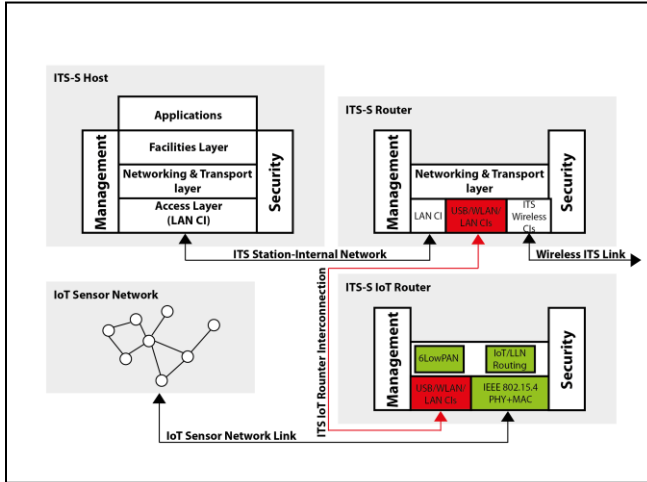 ITS-S Host
Applications
Facilities Layer
Networking & Transport
layer
Access Layer
(LAN CI)
Management
Security
ITS-S Router
Management
Security
Networking & Transport
layer
LAN CI
USB/WLAN/
LAN CIs
ITS
Wireless
CIs
ITS Station-Internal Network
Wireless ITS Link
IoT Sensor Network
ITS IoT Rounter Interconnection
ITS-S IoT Router
Management
Security
6LowPAN
IoT/LLN
Routing
USB/WLAN/
LAN CIs
IEEE 802.15.4
PHY+MAC
IoT Sensor Network Link